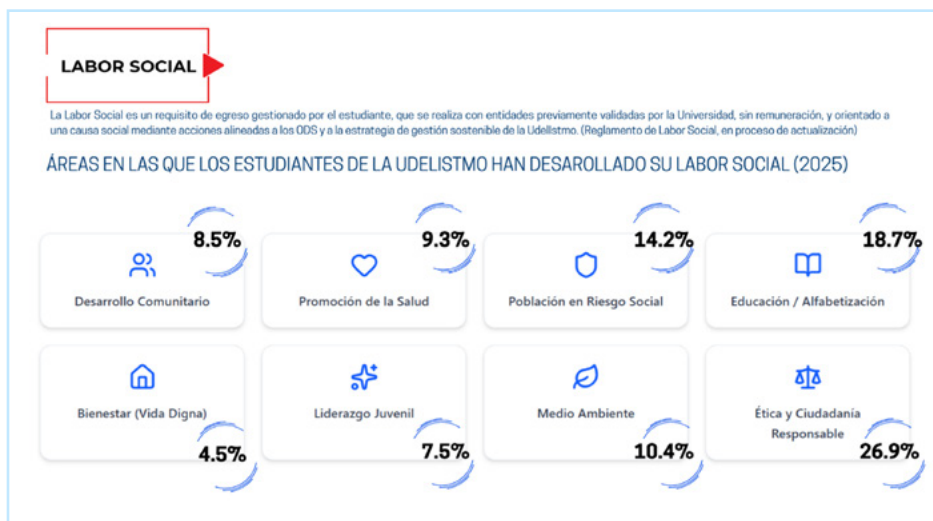 LABOR SOCIAL
La Labor Social es un requisito de egreso gestionado por el estudiante, que se realiza con entidades previamente validadas por la Universidad, sin remuneración, y orientado a
una causa social mediante acciones alineadas a los ODS y a la estrategia de gestión sostenible de la UdelIstmo. (Reglamento de Labor Social, en proceso de actualización)
ÁREAS EN LAS QUE LOS ESTUDIANTES DE LA UDELISTMO HAN DESAROLLADO SU LABOR SOCIAL (2025)
8.5%
Desarrollo Comunitario
9.3%
Promoción de la Salud
14.2%
Población en Riesgo Social
18.7%
Educación / Alfabetización
Bienestar (Vida Digna)
4.5%
Liderazgo Juvenil
7.5%
Medio Ambiente
10.4%
Ética y Ciudadanía
Responsable
26.9%